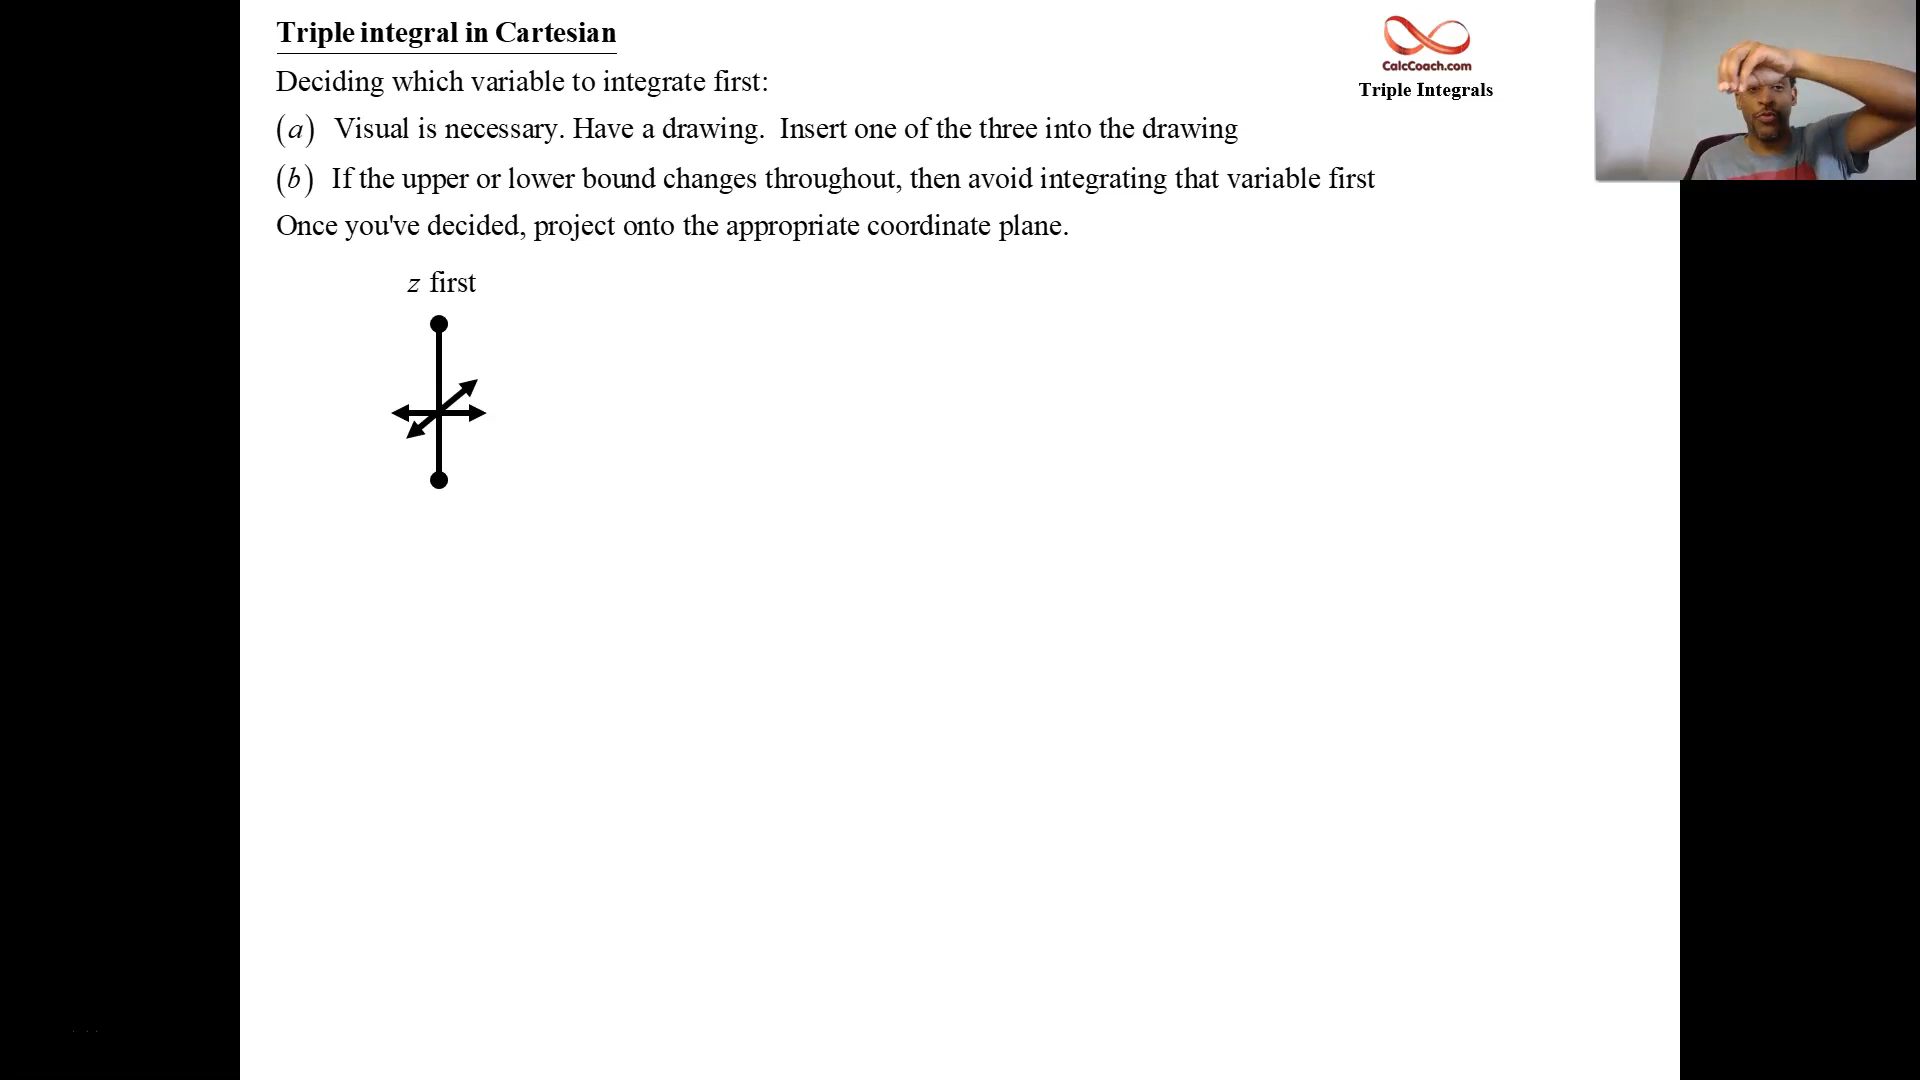 Triple integral in Cartesian
CalcCoach.com
Triple Integrals
Deciding which variable to integrate first:
(a) Visual is necessary. Have a drawing. Insert one of the three into the drawing
(b) If the upper or lower bound changes throughout, then avoid integrating that variable first
Once you've decided, project onto the appropriate coordinate plane.
z first